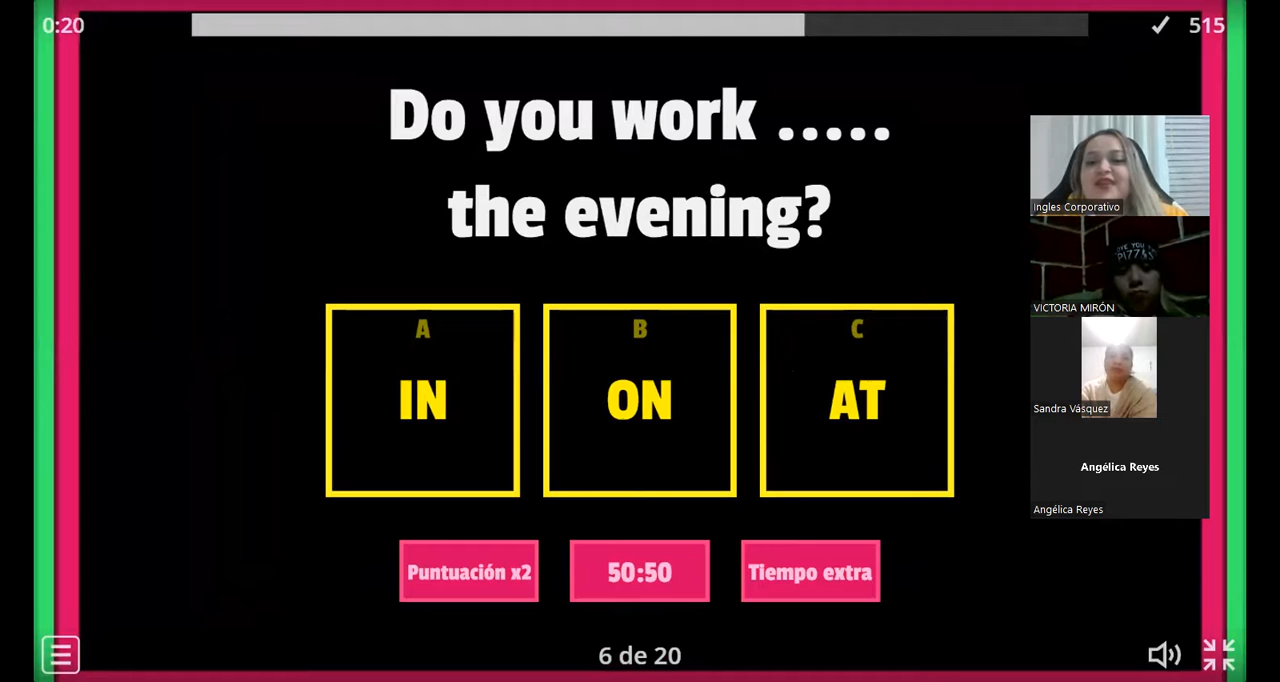 0:20
✓ 515
Do you work .....
the evening?
A
B
C
IN
ON
AT
Puntuación x2
50:50
Tiempo extra
6 de 20
Ingles Corporativo
PIZZAS
VICTORIA MIRÓN
Sandra Vásquez
Angélica Reyes
Angélica Reyes